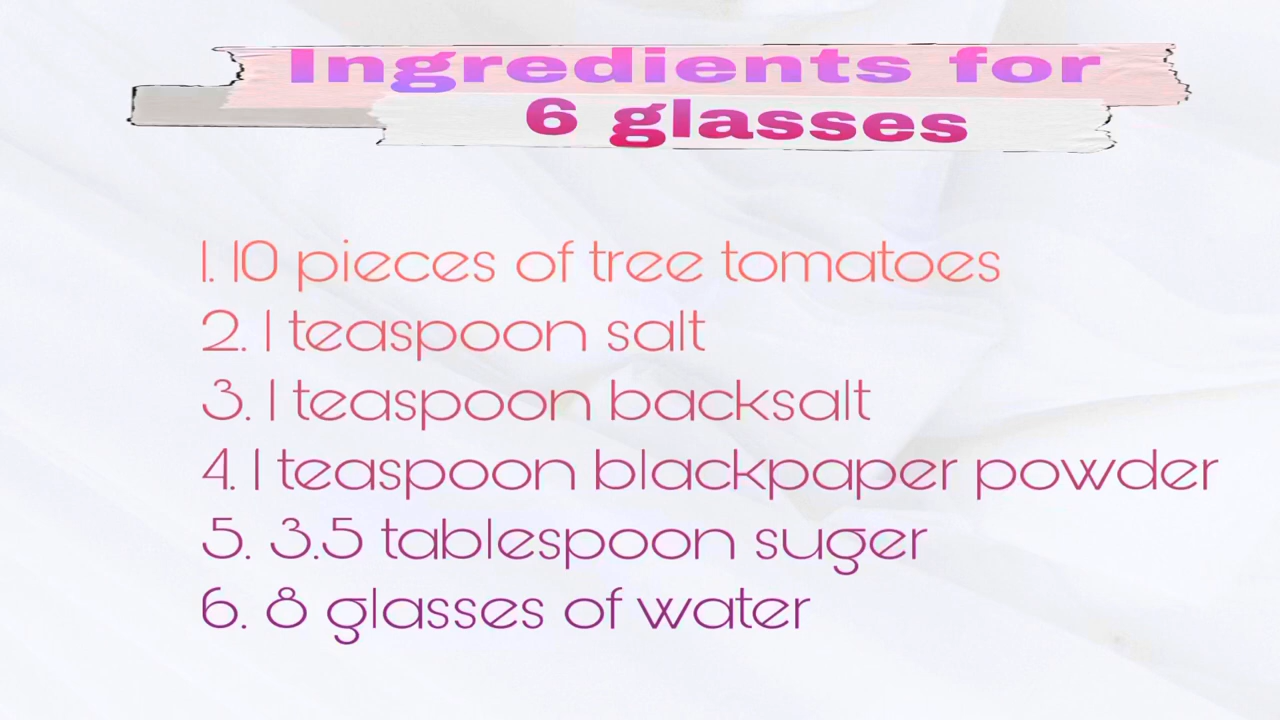 Ingredients for
6 glasses
1. 10 pieces of tree tomatoes
2. 1 teaspoon salt
3. 1 teaspoon backsalt
4. 1 teaspoon blackpaper powder
5. 3.5 tablespoon suger
6. 8 glasses of water